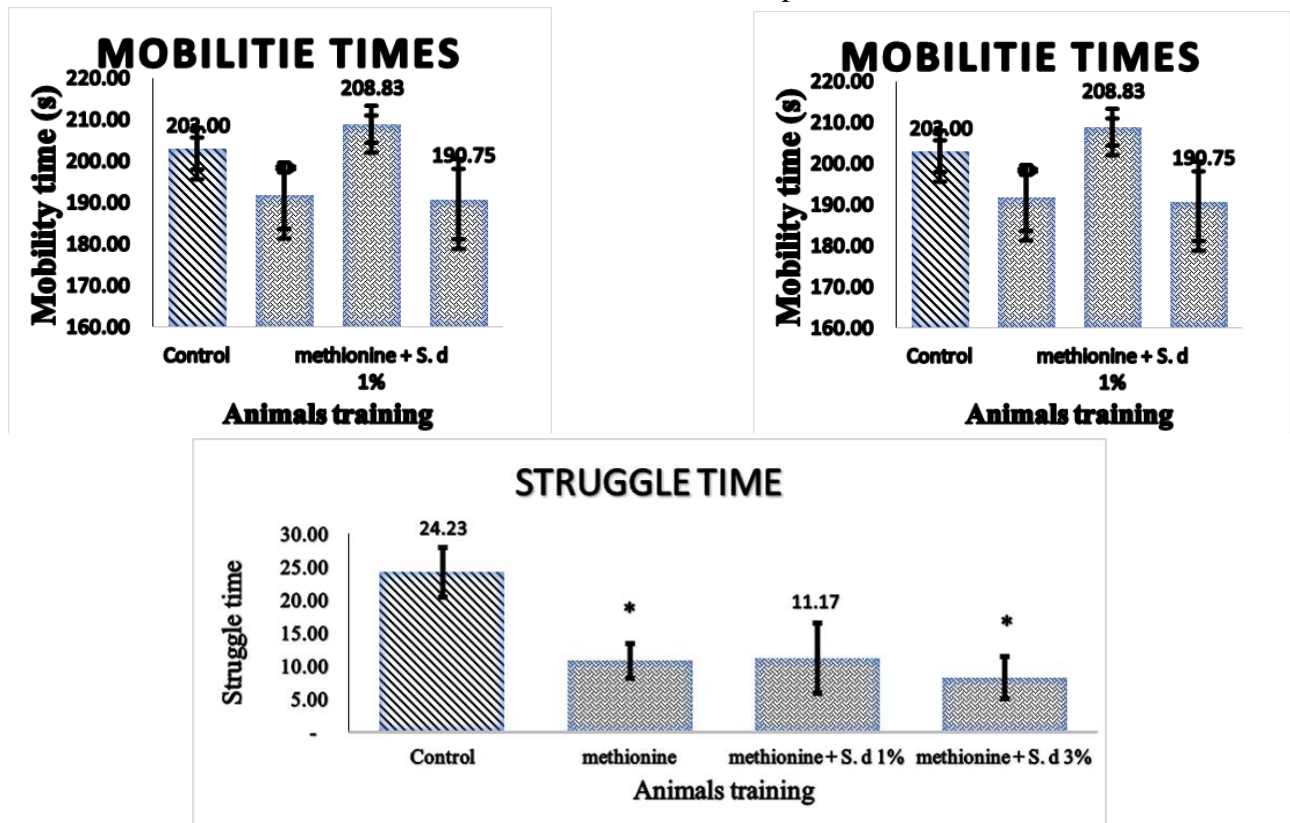 MOBILITIE TIMES
Mobility time (s)
220.00
210.00
200.00
190.00
180.00
170.00
160.00
203.00
208.83
190.75
Control
methionine + S. d
1%
Animals training
MOBILITIE TIMES
Mobility time (s)
220.00
210.00
200.00
190.00
180.00
170.00
160.00
203.00
208.83
190.75
Control
methionine + S. d
1%
Animals training
STRUGGLE TIME
Struggle time
30.00
25.00
20.00
15.00
10.00
5.00
-
24.23
*
11.17
*
Control
methionine
methionine + S. d 1%
methionine + S. d 3%
Animals training